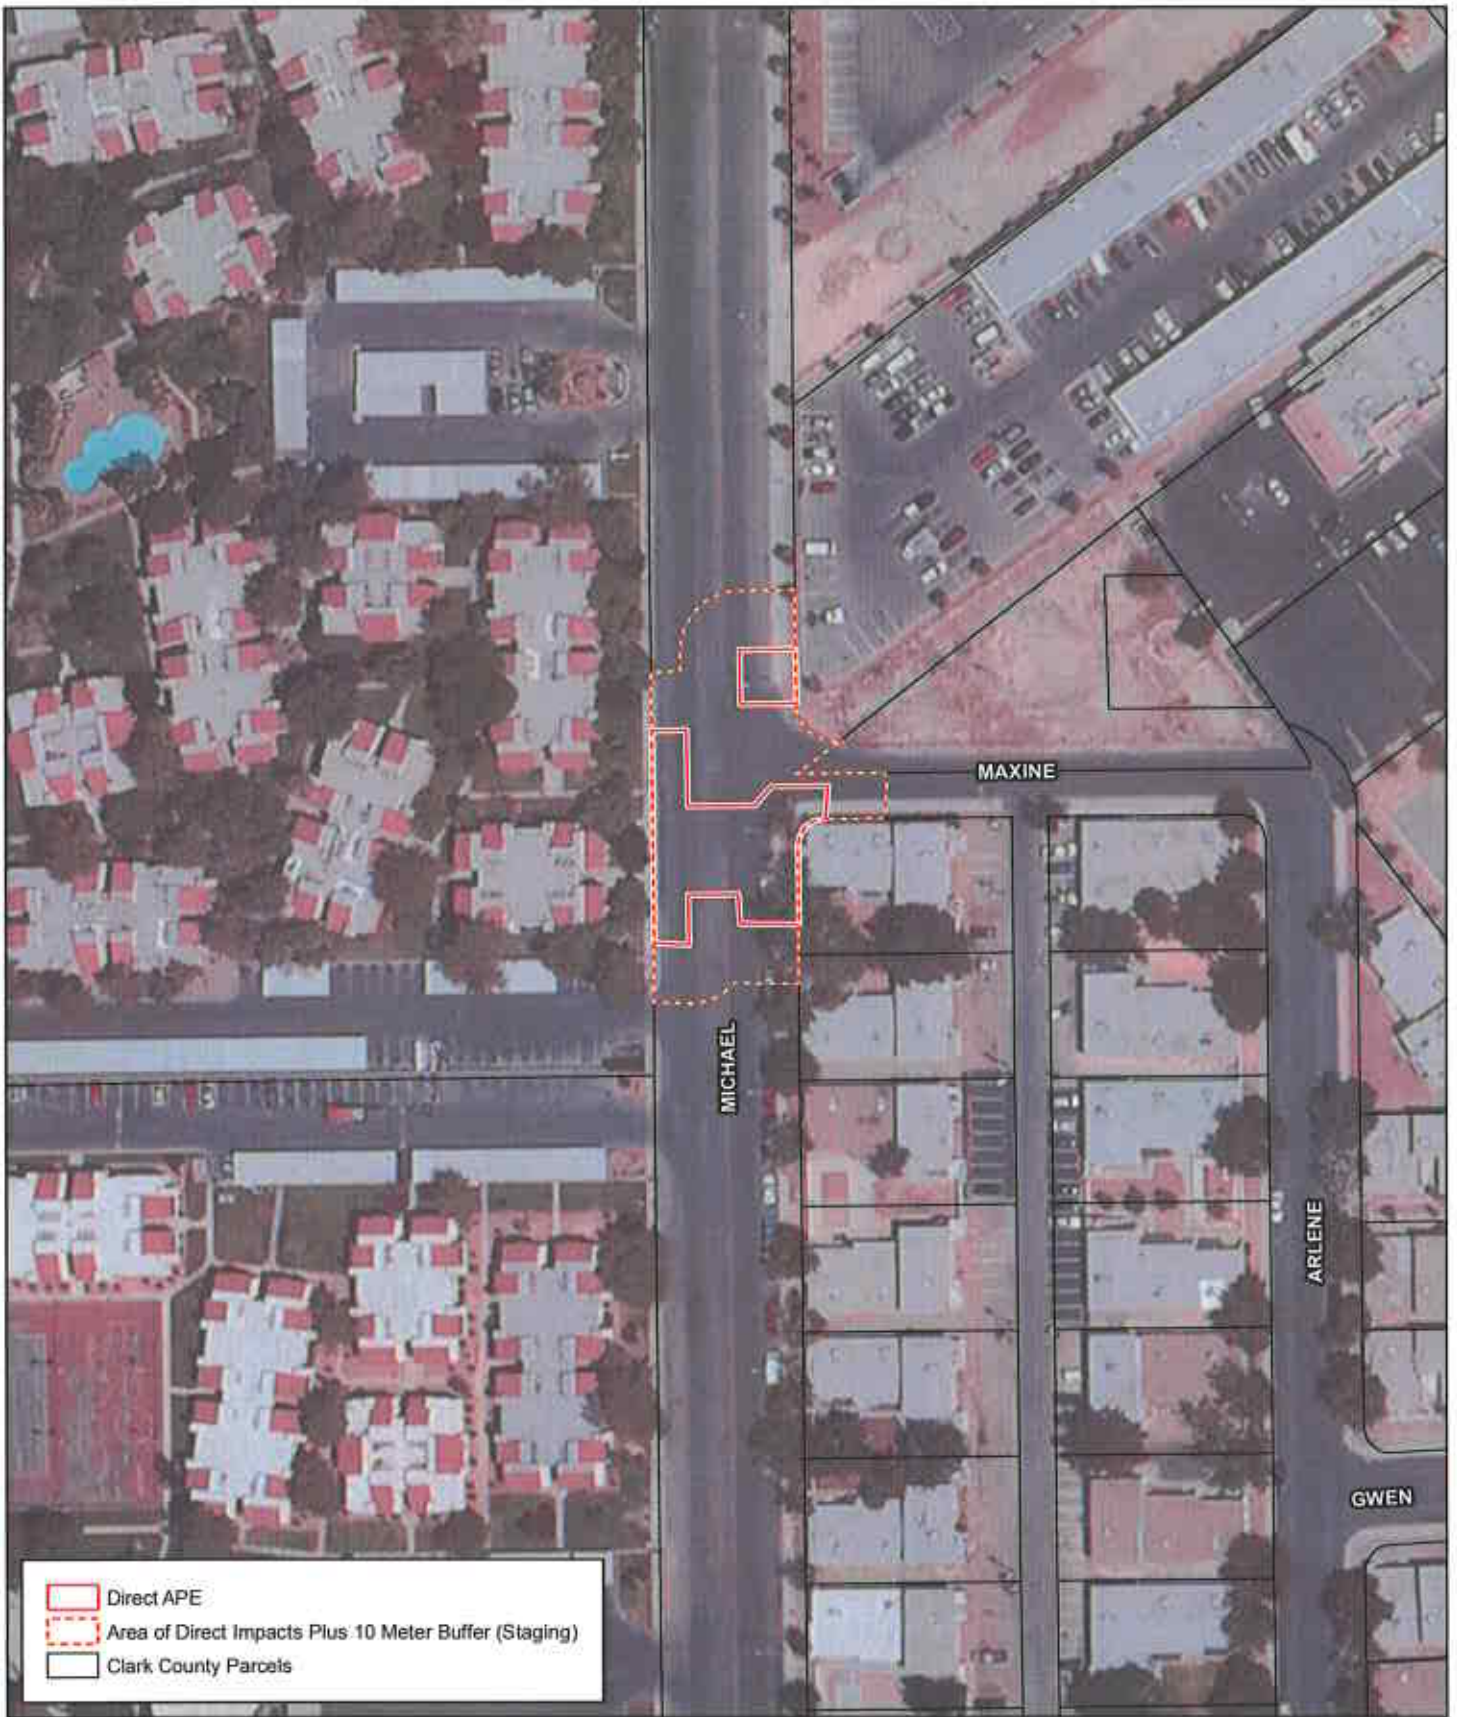 MAXINE
MICHAEL
ARLENE
GWEN
Direct APE
Area of Direct Impacts Plus 10 Meter Buffer (Staging)
Clark County Parcels